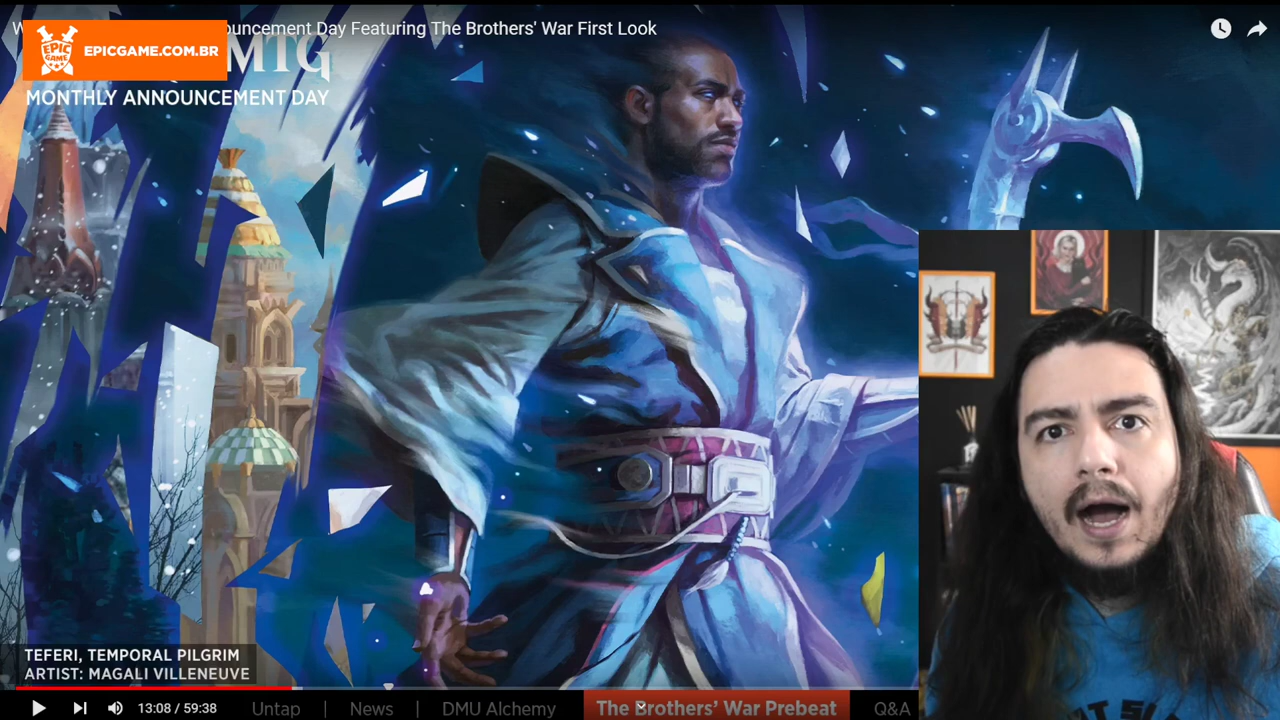 W
ouncement Day Featuring The Brothers' War First Look
EPIC
GAME
EPICGAME.COM.BR
MTG
MONTHLY ANNOUNCEMENT DAY
TEFERI, TEMPORAL PILGRIM
ARTIST: MAGALI VILLENEUVE
13:08 / 59:38
Untap | News | DMU Alchemy
The Brothers' War Prebeat
Q&A